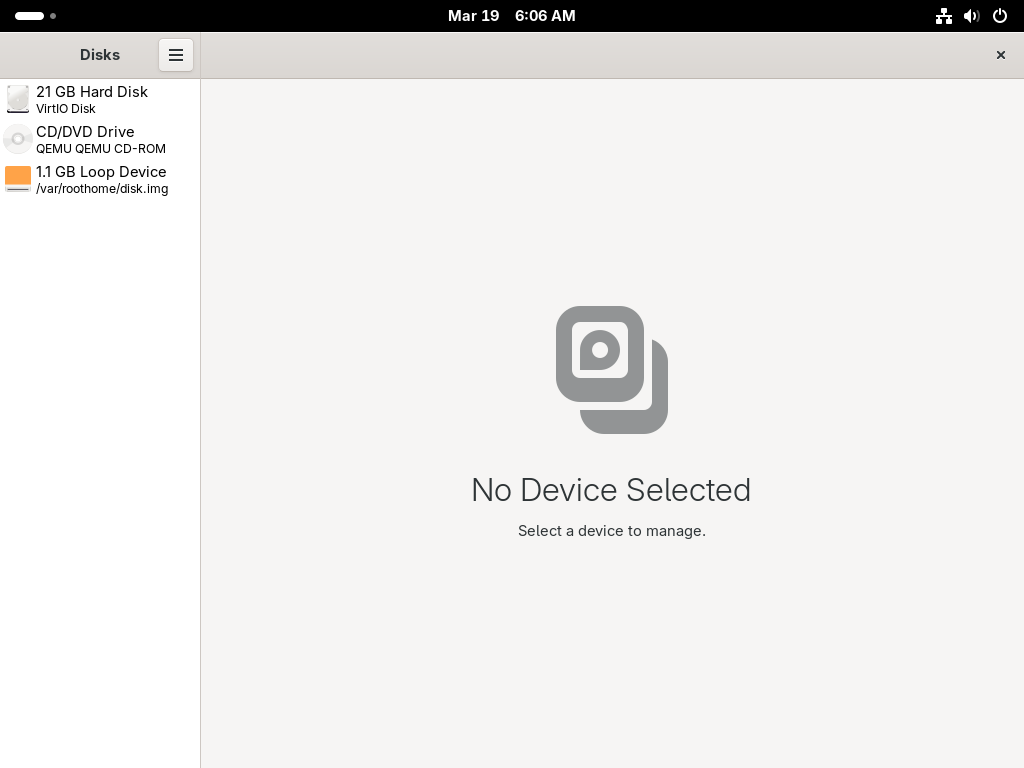 Mar 19 6:06 AM
Disks
21 GB Hard Disk
VirtIO Disk
CD/DVD Drive
QEMU QEMU CD-ROM
1.1 GB Loop Device
/var/roothome/disk.img
No Device Selected
Select a device to manage.